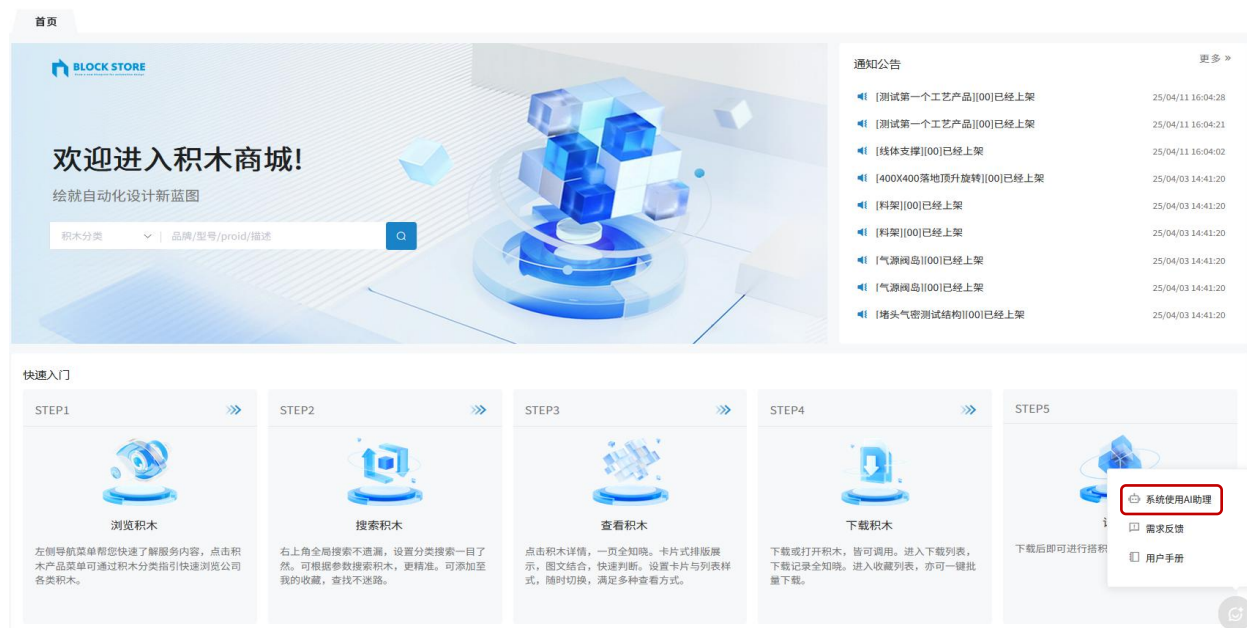 首页
BLOCK STORE
欢迎进入积木商城!
绘就自动化设计新蓝图
积木分类
品牌/型号/proid/描述
通知公告
更多 »
[测试第一个工艺产品][00]已经上架 25/04/11 16:04:28
[测试第一个工艺产品][00]已经上架 25/04/11 16:04:21
[线体支撑][00]已经上架 25/04/11 16:04:02
[400X400落地顶升旋转][00]已经上架 25/04/03 14:41:20
[料架][00]已经上架 25/04/03 14:41:20
[料架][00]已经上架 25/04/03 14:41:20
[气源阀岛][00]已经上架 25/04/03 14:41:20
[气源阀岛][00]已经上架 25/04/03 14:41:20
[堵头气密测试结构][00]已经上架 25/04/03 14:41:20
快速入门
STEP1
浏览积木
左侧导航菜单帮您快速了解服务内容，点击积
木产品菜单可通过积木分类指引快速浏览公司
各类积木。
STEP2
搜索积木
右上角全局搜索不遗漏，设置分类搜索一目了
然。可根据参数搜索积木，更精准。可添加至
我的收藏，查找不迷路。
STEP3
查看积木
点击积木详情，一页全知晓。卡片式排版展
示，图文结合，快速判断。设置卡片与列表样
式，随时切换，满足多种查看方式。
STEP4
下载积木
下载或打开积木，皆可调用。进入下载列表，
下载记录全知晓。进入收藏列表，亦可一键批
量下载。
STEP5
下载后即可进行搭积
系统使用AI助理
需求反馈
用户手册